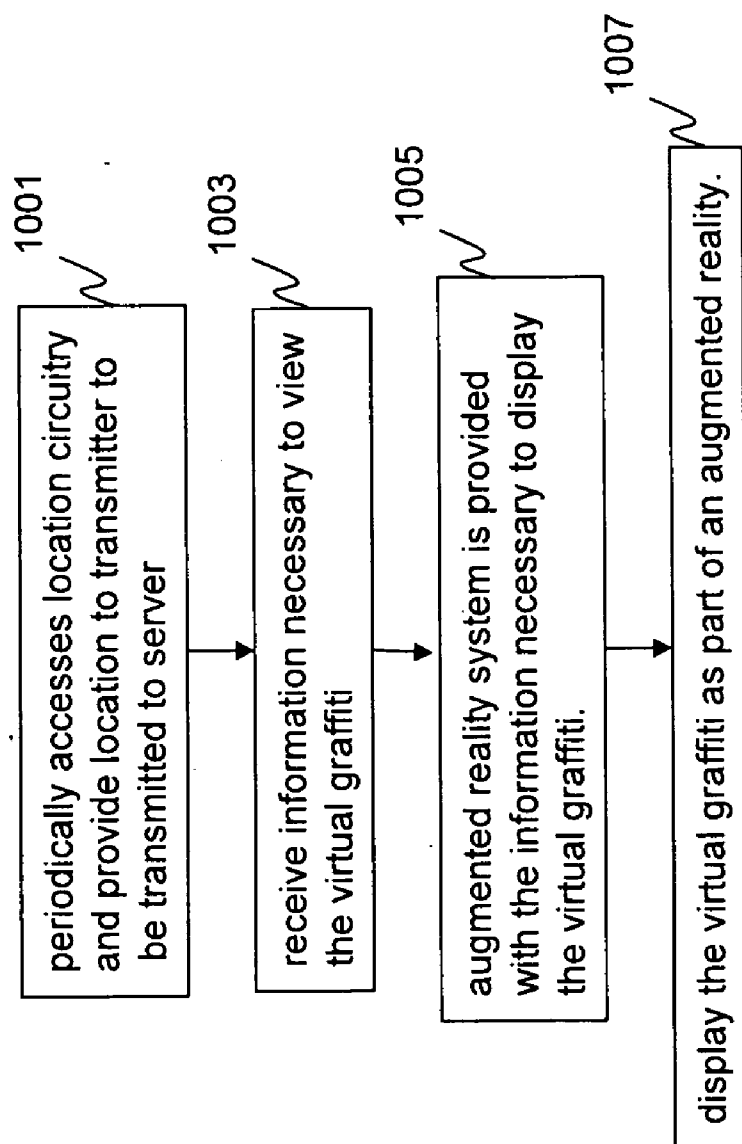 1001
periodically accesses location circuitry
and provide location to transmitter to
be transmitted to server
1003
receive information necessary to view
the virtual graffiti
1005
augmented reality system is provided
with the information necessary to display
the virtual graffiti.
1007
display the virtual graffiti as part of an augmented reality.